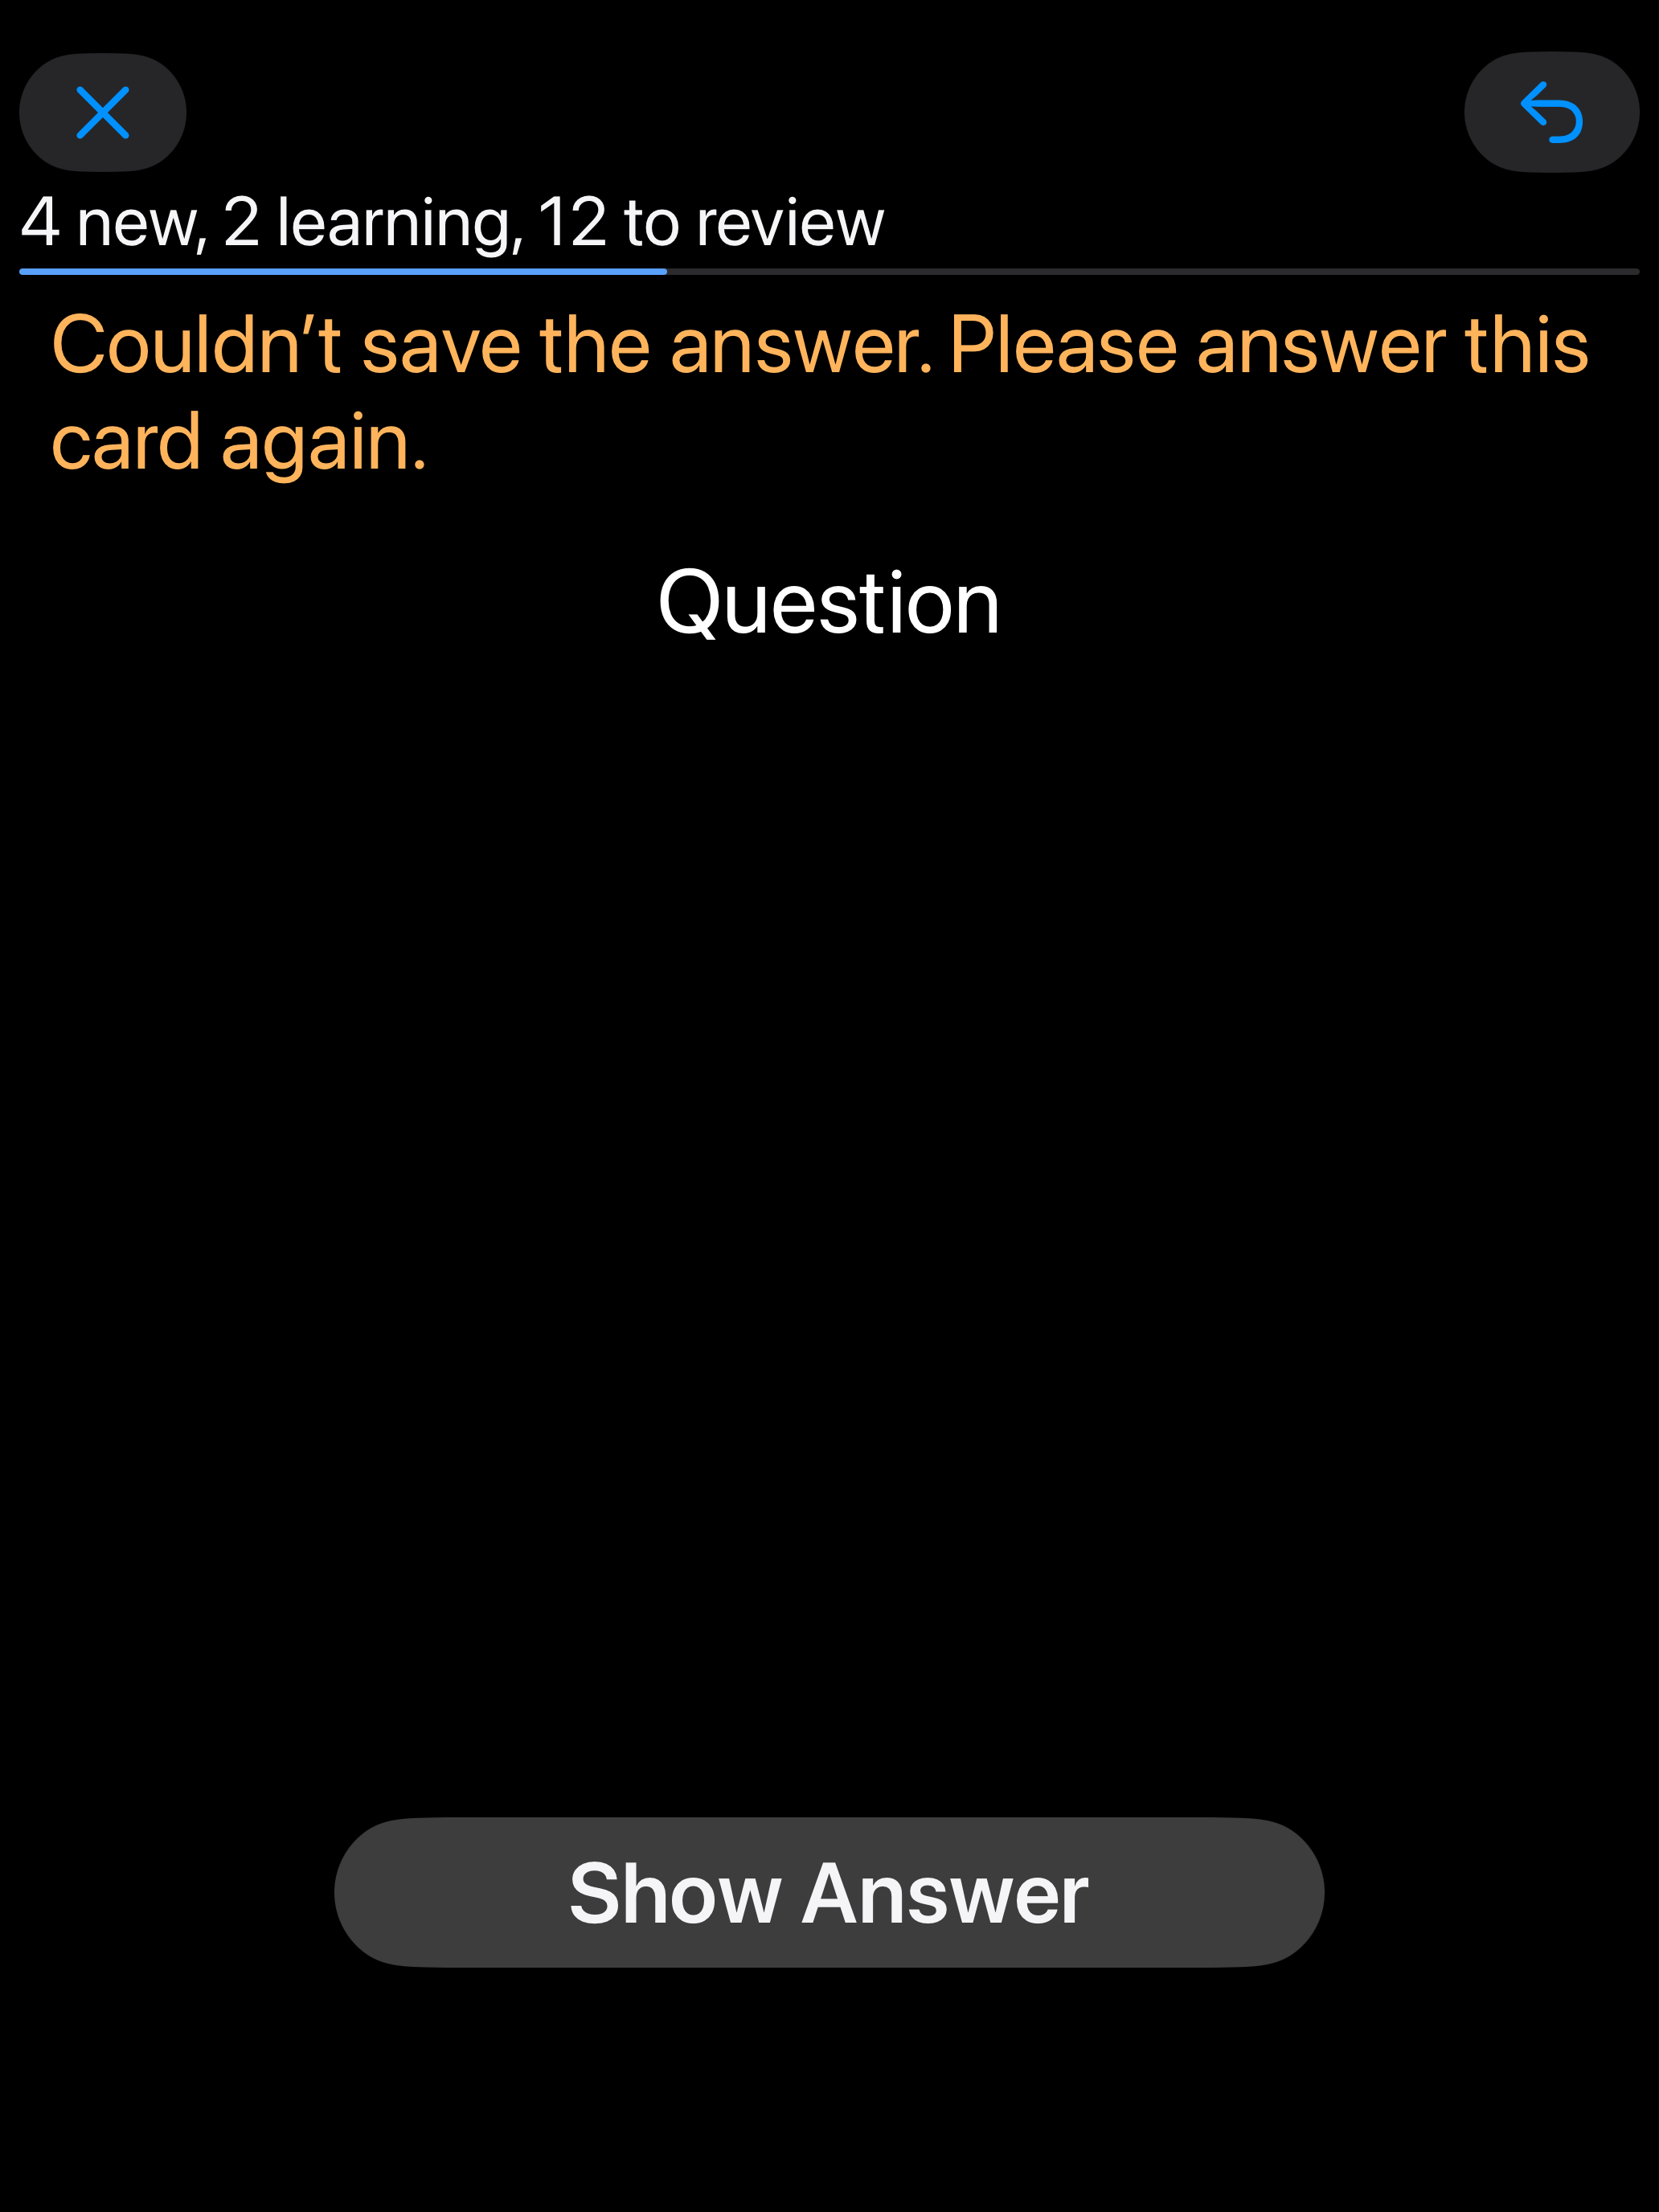 4 new, 2 learning, 12 to review
Couldn’t save the answer. Please answer this
card again.
Question
Show Answer